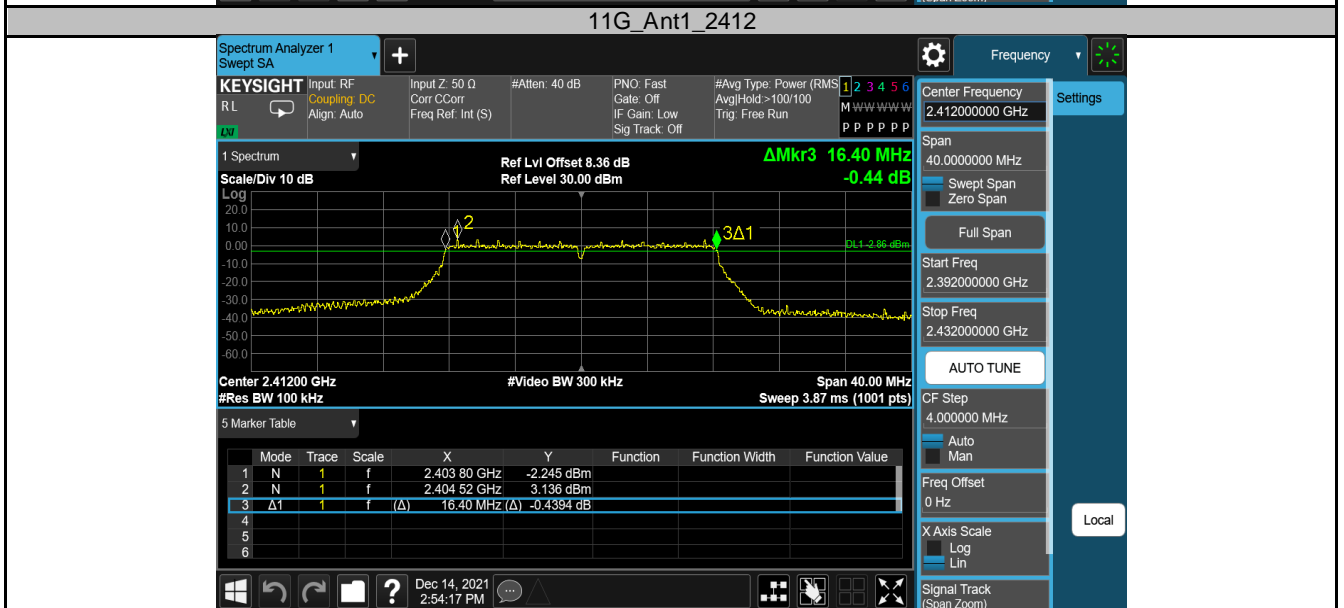 (Span Zoom)
11G_Ant1_2412
Spectrum Analyzer 1
Swept SA
+
Frequency
KEYSIGHT
R L
LXI
Input: RF
Coupling: DC
Align: Auto
Input Z: 50 Ω
Corr CCorr
Freq Ref: Int (S)
#Atten: 40 dB
PNO: Fast
Gate: Off
IF Gain: Low
Sig Track: Off
#Avg Type: Power (RMS
Avg|Hold:>100/100
Trig: Free Run
1 2 3 4 5 6
M W W W W W
P P P P P P
1 Spectrum
Scale/Div 10 dB
Ref Lvl Offset 8.36 dB
Ref Level 30.00 dBm
ΔMkr3 16.40 MHz
-0.44 dB
Log
20.0
10.0
0.00
-10.0
-20.0
-30.0
-40.0
-50.0
-60.0
2
3Δ1
DL1 -2.86 dBm
Center 2.41200 GHz
#Video BW 300 kHz
Span 40.00 MHz
#Res BW 100 kHz
Sweep 3.87 ms (1001 pts)
5 Marker Table
Mode Trace Scale X Y Function Function Width Function Value
1 N 1 f 2.403 80 GHz -2.245 dBm
2 N 1 f 2.404 52 GHz 3.136 dBm
3 Δ1 1 f (Δ) 16.40 MHz (Δ) -0.4394 dB
4
5
6
?
Dec 14, 2021
2:54:17 PM
Center Frequency
2.412000000 GHz
Span
40.0000000 MHz
Swept Span
Zero Span
Full Span
Start Freq
2.392000000 GHz
Stop Freq
2.432000000 GHz
AUTO TUNE
CF Step
4.000000 MHz
Auto
Man
Freq Offset
0 Hz
X Axis Scale
Log
Lin
Signal Track
(Span Zoom)
Settings
Local